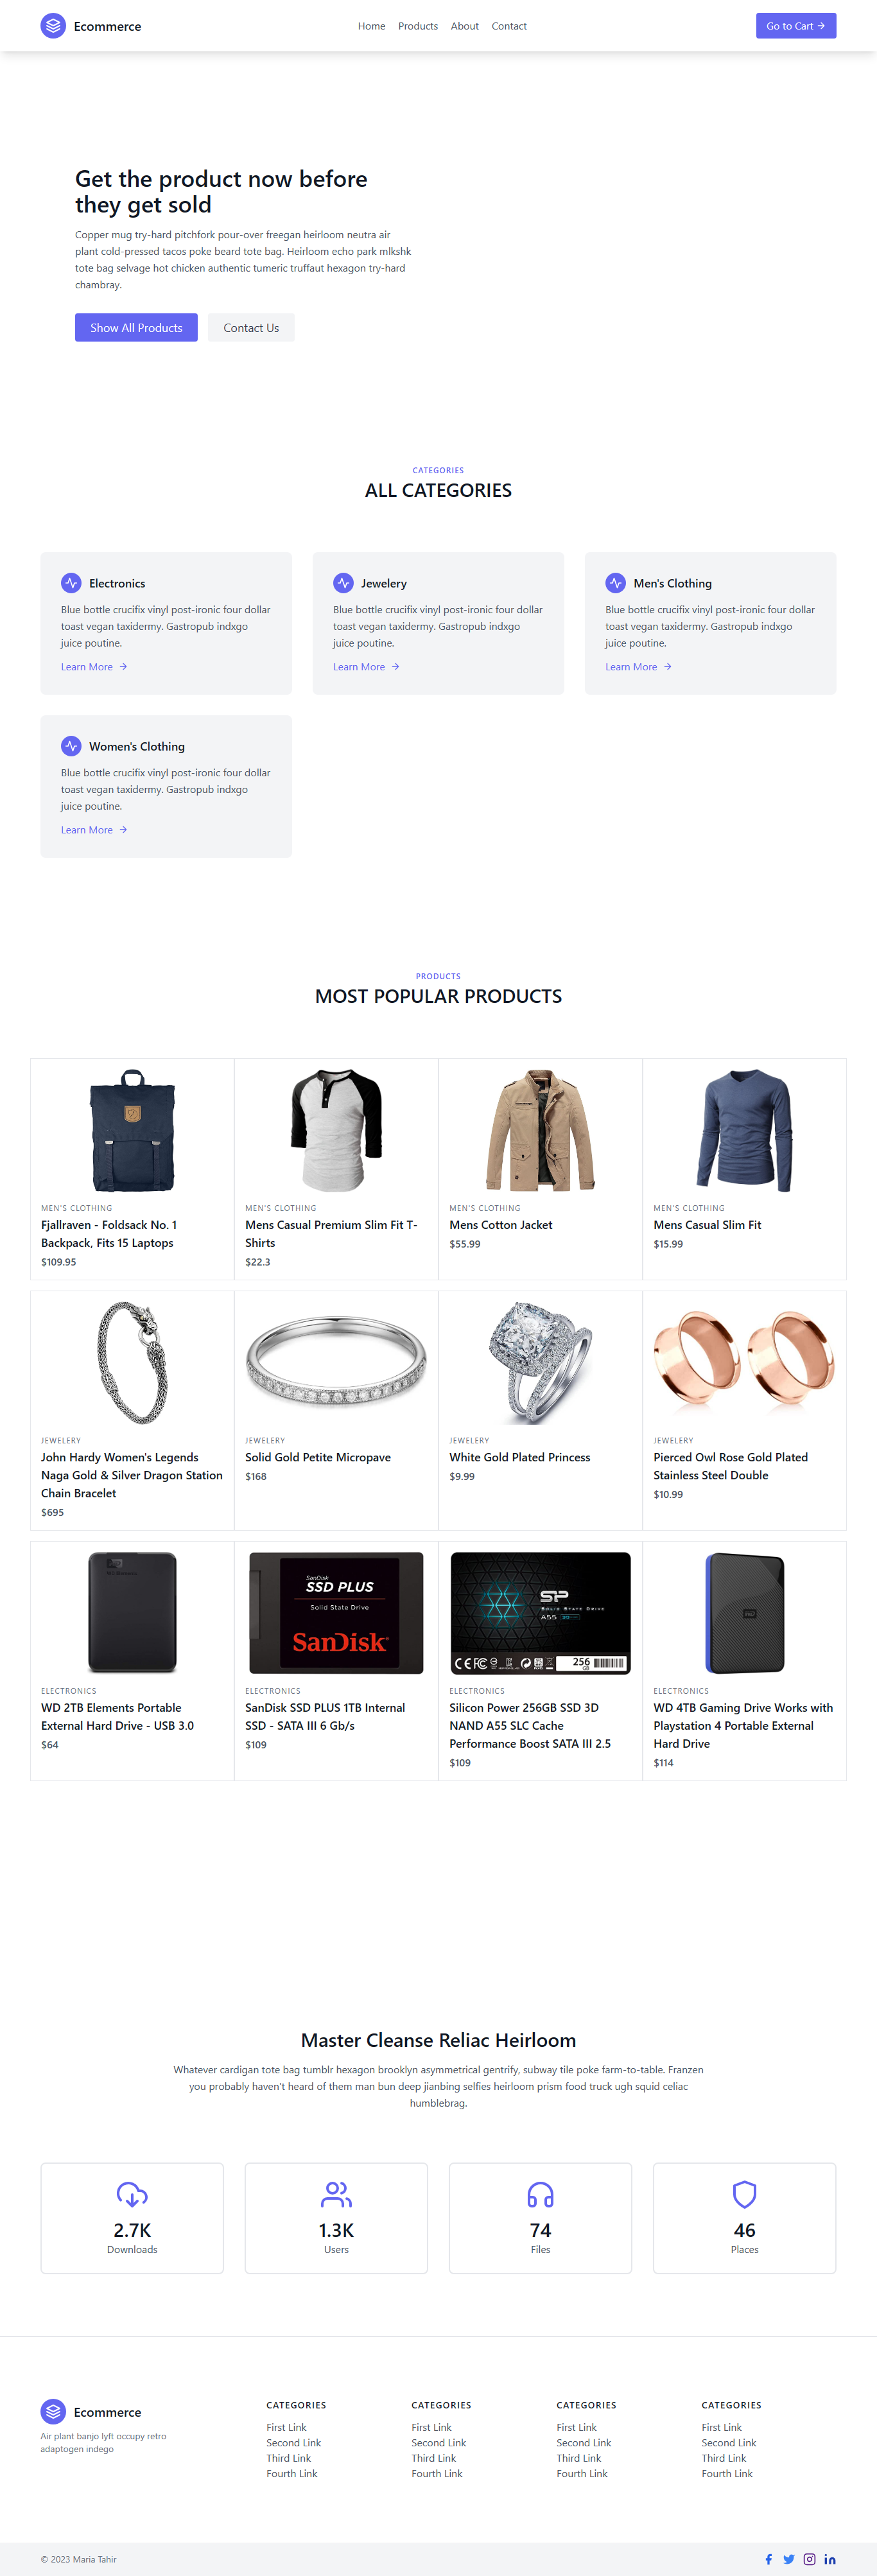 Ecommerce
Home Products About Contact
Go to Cart
Get the product now before
they get sold
Copper mug try-hard pitchfork pour-over freegan heirloom neutra air
plant cold-pressed tacos poke beard tote bag. Heirloom echo park mlkshk
tote bag selvage hot chicken authentic tumeric truffaut hexagon try-hard
chambray.
Show All Products
Contact Us
CATEGORIES
ALL CATEGORIES
Electronics
Blue bottle crucifix vinyl post-ironic four dollar
toast vegan taxidermy. Gastropub indxgo
juice poutine.
Learn More
Jewelery
Blue bottle crucifix vinyl post-ironic four dollar
toast vegan taxidermy. Gastropub indxgo
juice poutine.
Learn More
Men's Clothing
Blue bottle crucifix vinyl post-ironic four dollar
toast vegan taxidermy. Gastropub indxgo
juice poutine.
Learn More
Women's Clothing
Blue bottle crucifix vinyl post-ironic four dollar
toast vegan taxidermy. Gastropub indxgo
juice poutine.
Learn More
PRODUCTS
MOST POPULAR PRODUCTS
MEN'S CLOTHING
Fjallraven - Foldsack No. 1
Backpack, Fits 15 Laptops
$109.95
MEN'S CLOTHING
Mens Casual Premium Slim Fit T-
Shirts
$22.3
MEN'S CLOTHING
Mens Cotton Jacket
$55.99
MEN'S CLOTHING
Mens Casual Slim Fit
$15.99
JEWELERY
John Hardy Women's Legends
Naga Gold & Silver Dragon Station
Chain Bracelet
$695
JEWELERY
Solid Gold Petite Micropave
$168
JEWELERY
White Gold Plated Princess
$9.99
JEWELERY
Pierced Owl Rose Gold Plated
Stainless Steel Double
$10.99
ELECTRONICS
WD 2TB Elements Portable
External Hard Drive - USB 3.0
$64
SanDisk
SSD PLUS
Solid State Drive
SanDisk
ELECTRONICS
SanDisk SSD PLUS 1TB Internal
SSD - SATA III 6 Gb/s
$109
SP
SOLID STATE DRIVE
A55
256
ELECTRONICS
Silicon Power 256GB SSD 3D
NAND A55 SLC Cache
Performance Boost SATA III 2.5
$109
WD
ELECTRONICS
WD 4TB Gaming Drive Works with
Playstation 4 Portable External
Hard Drive
$114
Master Cleanse Reliac Heirloom
Whatever cardigan tote bag tumblr hexagon brooklyn asymmetrical gentrify, subway tile poke farm-to-table. Franzen
you probably haven't heard of them man bun deep jianbing selfies heirloom prism food truck ugh squid celiac
humblebrag.
2.7K
Downloads
1.3K
Users
74
Files
46
Places
Ecommerce
Air plant banjo lyft occupy retro
adaptogen indego
CATEGORIES
First Link
Second Link
Third Link
Fourth Link
CATEGORIES
First Link
Second Link
Third Link
Fourth Link
CATEGORIES
First Link
Second Link
Third Link
Fourth Link
CATEGORIES
First Link
Second Link
Third Link
Fourth Link
© 2023 Maria Tahir